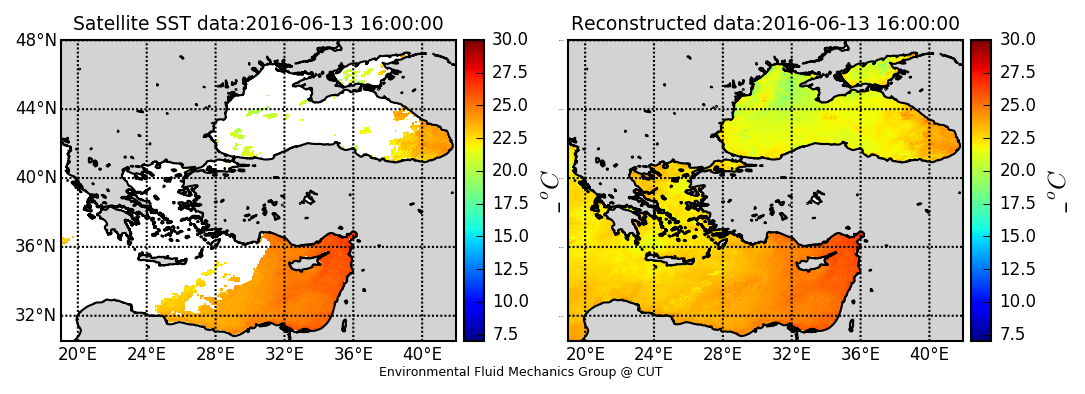 Satellite SST data:2016-06-13 16:00:00
48°N
44°N
40°N
36°N
32°N
20°E 24°E 28°E 32°E 36°E 40°E
30.0
27.5
25.0
22.5
20.0
17.5
15.0
12.5
10.0
7.5
_ °C
Reconstructed data:2016-06-13 16:00:00
20°E 24°E 28°E 32°E 36°E 40°E
30.0
27.5
25.0
22.5
20.0
17.5
15.0
12.5
10.0
7.5
_ °C
Environmental Fluid Mechanics Group @ CUT